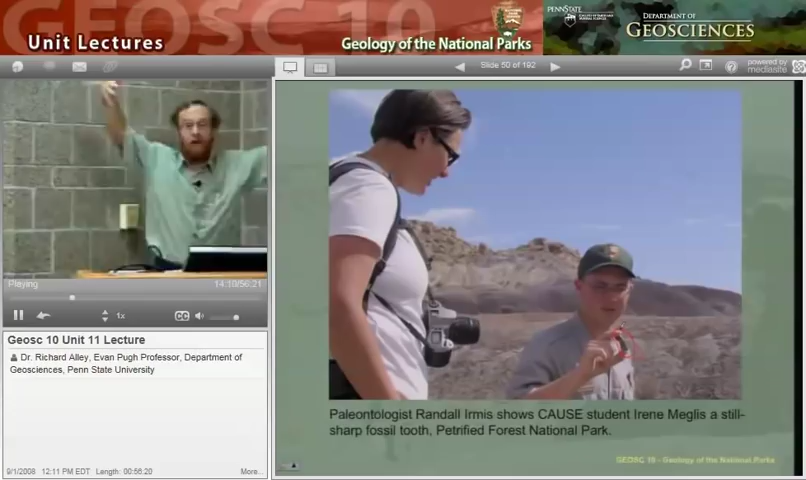 GEOSC 10
Unit Lectures
Geology of the National Parks
PENNSTATE
DEPARTMENT OF
GEOSCIENCES
Slide 50 of 192
powered by
mediasite
Playing
14:10/56:21
1x
CC
Geosc 10 Unit 11 Lecture
Dr. Richard Alley, Evan Pugh Professor, Department of
Geosciences, Penn State University
9/1/2008 12:11 PM EDT Length: 00:56:20
More...
Paleontologist Randall Irmis shows CAUSE student Irene Meglis a still-
sharp fossil tooth, Petrified Forest National Park.
GEOSC 10 - Geology of the National Parks